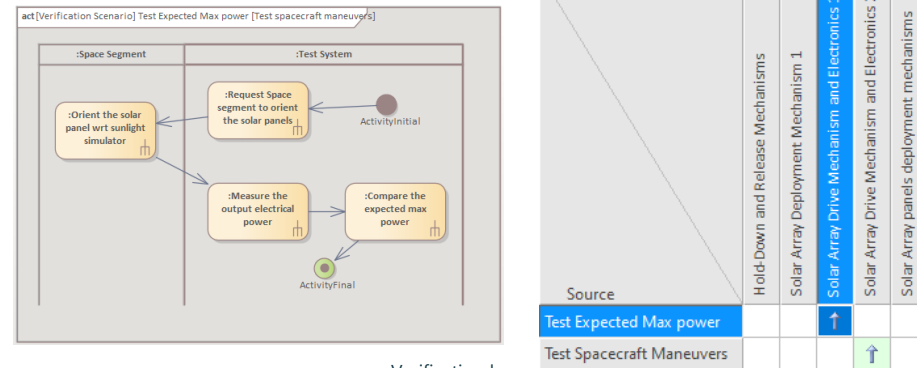 act [Verification Scenario] Test Expected Max power [Test spacecraft maneuvers]
:Space Segment
:Test System
:Request Space
segment to orient
the solar panels
ActivityInitial
:Orient the solar
panel wrt sunlight
simulator
:Measure the
output electrical
power
:Compare the
expected max
power
ActivityFinal
Hold-Down and Release Mechanisms
Solar Array Deployment Mechanism 1
Solar Array Drive Mechanism and Electronics
Solar Array Drive Mechanism and Electronics
Solar Array panels deployment mechanisms
Source
Test Expected Max power
Test Spacecraft Maneuvers